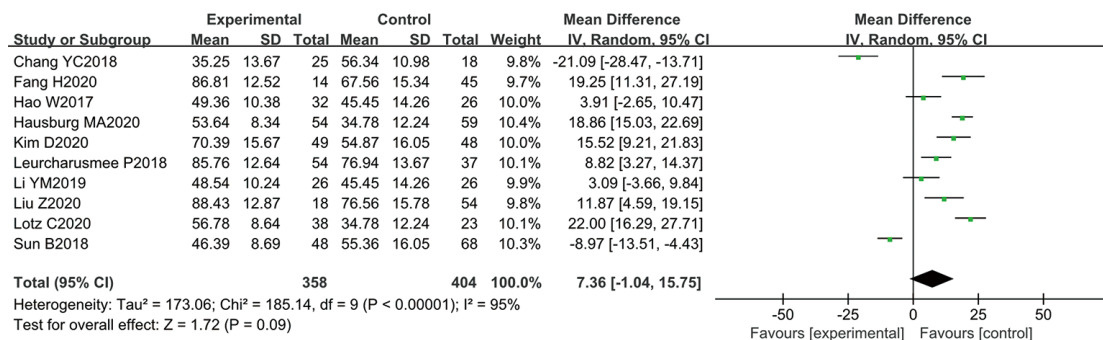 Experimental Control Mean Difference Mean Difference
Study or Subgroup Mean SD Total Mean SD Total Weight IV, Random, 95% CI IV, Random, 95% CI
Chang YC2018 35.25 13.67 25 56.34 10.98 18 9.8% -21.09 [-28.47, -13.71]
Fang H2020 86.81 12.52 14 67.56 15.34 45 9.7% 19.25 [11.31, 27.19]
Hao W2017 49.36 10.38 32 45.45 14.26 26 10.0% 3.91 [-2.65, 10.47]
Hausburg MA2020 53.64 8.34 54 34.78 12.24 59 10.4% 18.86 [15.03, 22.69]
Kim D2020 70.39 15.67 49 54.87 16.05 48 10.0% 15.52 [9.21, 21.83]
Leurcharusmee P2018 85.76 12.64 54 76.94 13.67 37 10.1% 8.82 [3.27, 14.37]
Li YM2019 48.54 10.24 26 45.45 14.26 26 9.9% 3.09 [-3.66, 9.84]
Liu Z2020 88.43 12.87 18 76.56 15.78 54 9.8% 11.87 [4.59, 19.15]
Lotz C2020 56.78 8.64 38 34.78 12.24 23 10.1% 22.00 [16.29, 27.71]
Sun B2018 46.39 8.69 48 55.36 16.05 68 10.3% -8.97 [-13.51, -4.43]
Total (95% CI) 358 404 100.0% 7.36 [-1.04, 15.75]
Heterogeneity: Tau² = 173.06; Chi² = 185.14, df = 9 (P < 0.00001); I² = 95%
Test for overall effect: Z = 1.72 (P = 0.09)
-50 -25 0 25 50
Favours [experimental] Favours [control]